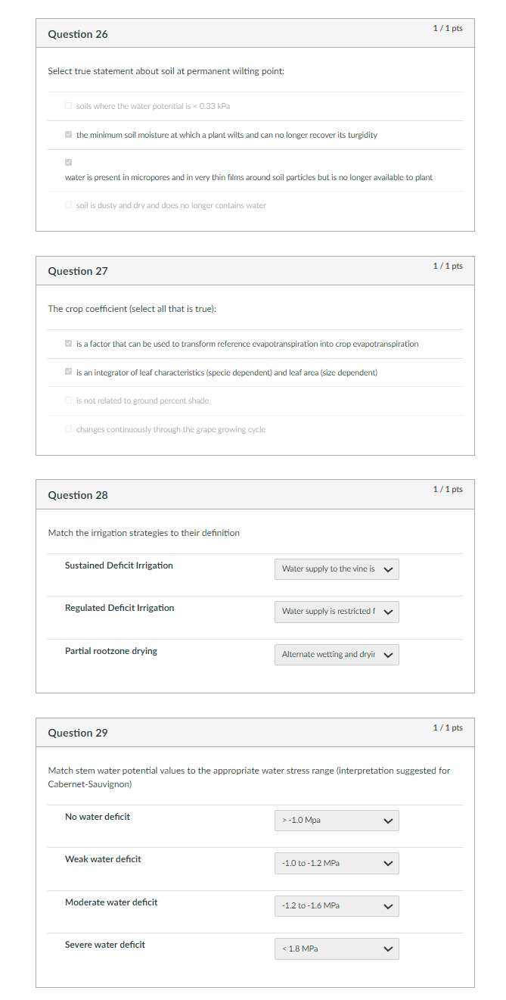 Question 26
1 / 1 pts
Select true statement about soil at permanent wilting point:
soils where the water potential is < 0.33 kPa
the minimum soil moisture at which a plant wilts and can no longer recover its turgidity
water is present in micropores and in very thin films around soil particles but is no longer available to plant
soil is dusty and dry and does no longer contains water
Question 27
1 / 1 pts
The crop coefficient (select all that is true):
is a factor that can be used to transform reference evapotranspiration into crop evapotranspiration
is an integrator of leaf characteristics (specie dependent) and leaf area (size dependent)
is not related to ground percent shade
changes continuously through the grape growing cycle
Question 28
1 / 1 pts
Match the irrigation strategies to their definition
Sustained Deficit Irrigation
Water supply to the vine is
Regulated Deficit Irrigation
Water supply is restricted f
Partial rootzone drying
Alternate wetting and dryin
Question 29
1 / 1 pts
Match stem water potential values to the appropriate water stress range (interpretation suggested for
Cabernet-Sauvignon)
No water deficit
> -1.0 Mpa
Weak water deficit
-1.0 to -1.2 MPa
Moderate water deficit
-1.2 to -1.6 MPa
Severe water deficit
< 1.8 MPa